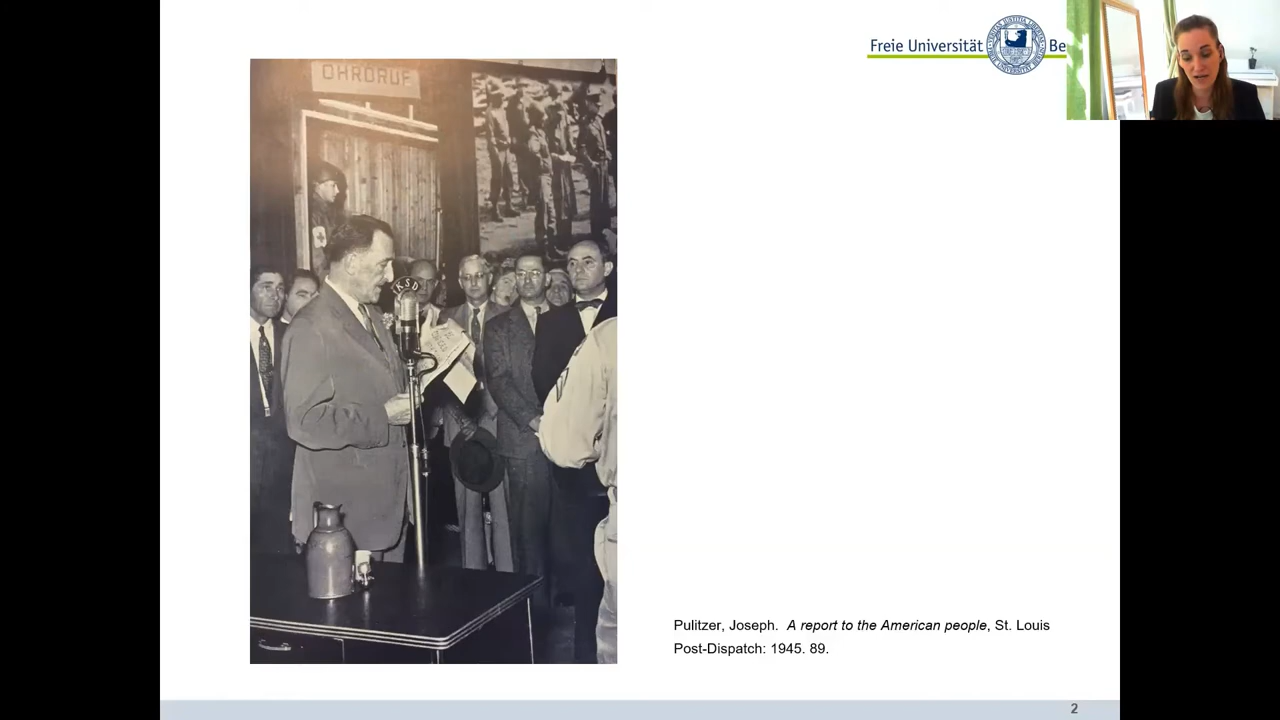 Freie Universität Be
OHRDRUF
KSD
Pulitzer, Joseph. A report to the American people, St. Louis
Post-Dispatch: 1945. 89.
2